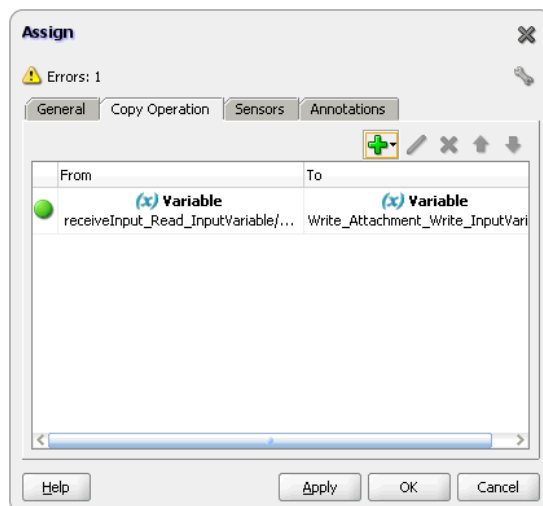 Assign
Errors: 1
General Copy Operation Sensors Annotations
From To
(x) Variable (x) Variable
receiveInput_Read_InputVariable/... Write_Attachment_Write_InputVari
Help Apply OK Cancel